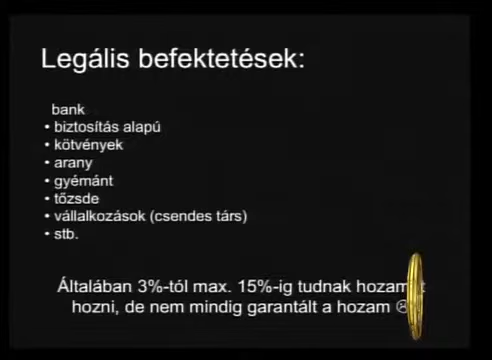 Legális befektetések:
bank
• biztosítás alapú
• kötvények
• arany
• gyémánt
• tőzsde
• vállalkozások (csendes társ)
• stb.
Általában 3%-tól max. 15%-ig tudnak hozamot
hozni, de nem mindig garantált a hozam ☹